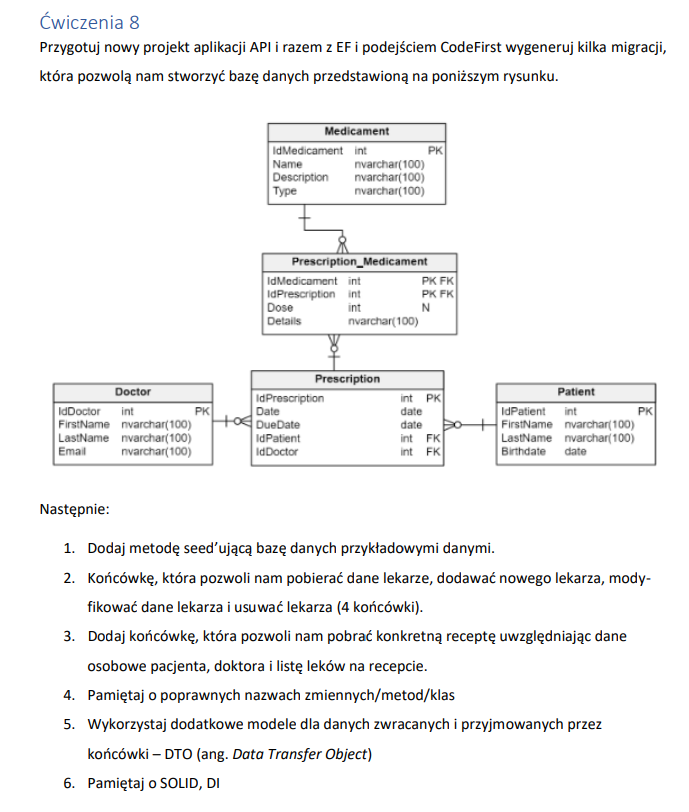 Ćwiczenia 8
Przygotuj nowy projekt aplikacji API i razem z EF i podejściem CodeFirst wygeneruj kilka migracji,
która pozwolą nam stworzyć bazę danych przedstawioną na poniższym rysunku.
Medicament
IdMedicament int PK
Name nvarchar(100)
Description nvarchar(100)
Type nvarchar(100)
Prescription_Medicament
IdMedicament int PK FK
IdPrescription int PK FK
Dose int N
Details nvarchar(100)
Doctor
IdDoctor int PK
FirstName nvarchar(100)
LastName nvarchar(100)
Email nvarchar(100)
Prescription
IdPrescription int PK
Date date
DueDate date
IdPatient int FK
IdDoctor int FK
Patient
IdPatient int PK
FirstName nvarchar(100)
LastName nvarchar(100)
Birthdate date
Następnie:
1. Dodaj metodę seed’ującą bazę danych przykładowymi danymi.
2. Końcówkę, która pozwoli nam pobierać dane lekarze, dodawać nowego lekarza, mody-
fikować dane lekarza i usuwać lekarza (4 końcówki).
3. Dodaj końcówkę, która pozwoli nam pobrać konkretną receptę uwzględniając dane
osobowe pacjenta, doktora i listę leków na recepcie.
4. Pamiętaj o poprawnych nazwach zmiennych/metod/klas
5. Wykorzystaj dodatkowe modele dla danych zwracanych i przyjmowanych przez
końcówki – DTO (ang. Data Transfer Object)
6. Pamiętaj o SOLID, DI